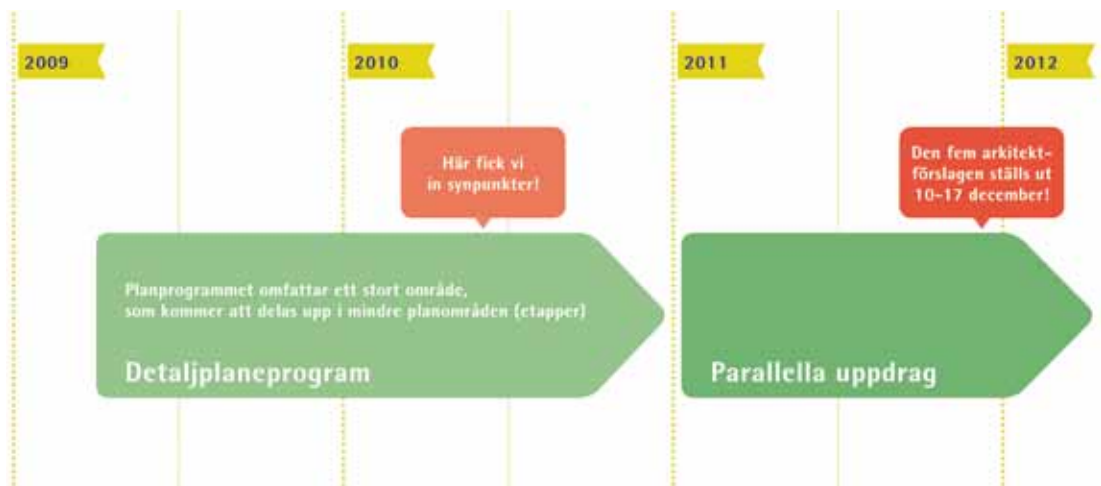 2009
2010
2011
2012
Här fick vi
in synpunkter!
Den fem arkitekt-
förslagen ställs ut
10–17 december!
Planprogrammet omfattar ett stort område,
som kommer att delas upp i mindre planområden (etapper)
Detaljplaneprogram
Parallella uppdrag